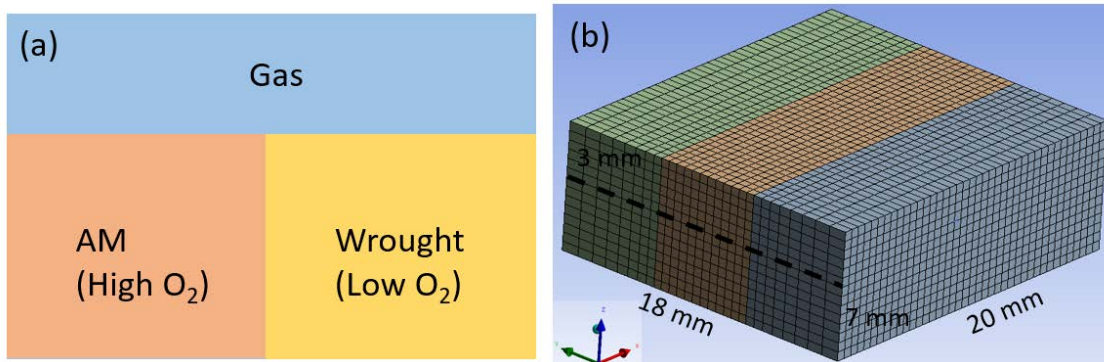 (a)
Gas
AM
(High O₂)
Wrought
(Low O₂)
(b)
3 mm
18 mm
7 mm
20 mm
z